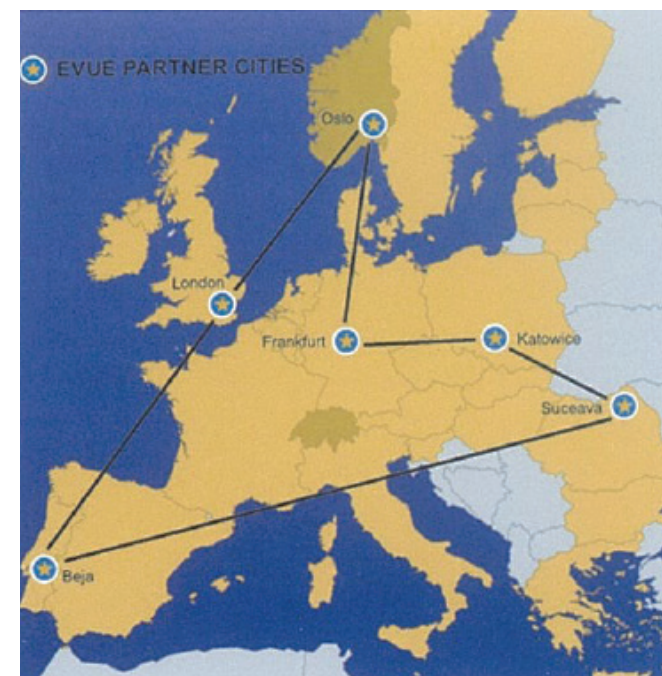 EVUE PARTNER CITIES
Oslo
London
Frankfurt
Katowice
Suceava
Beja